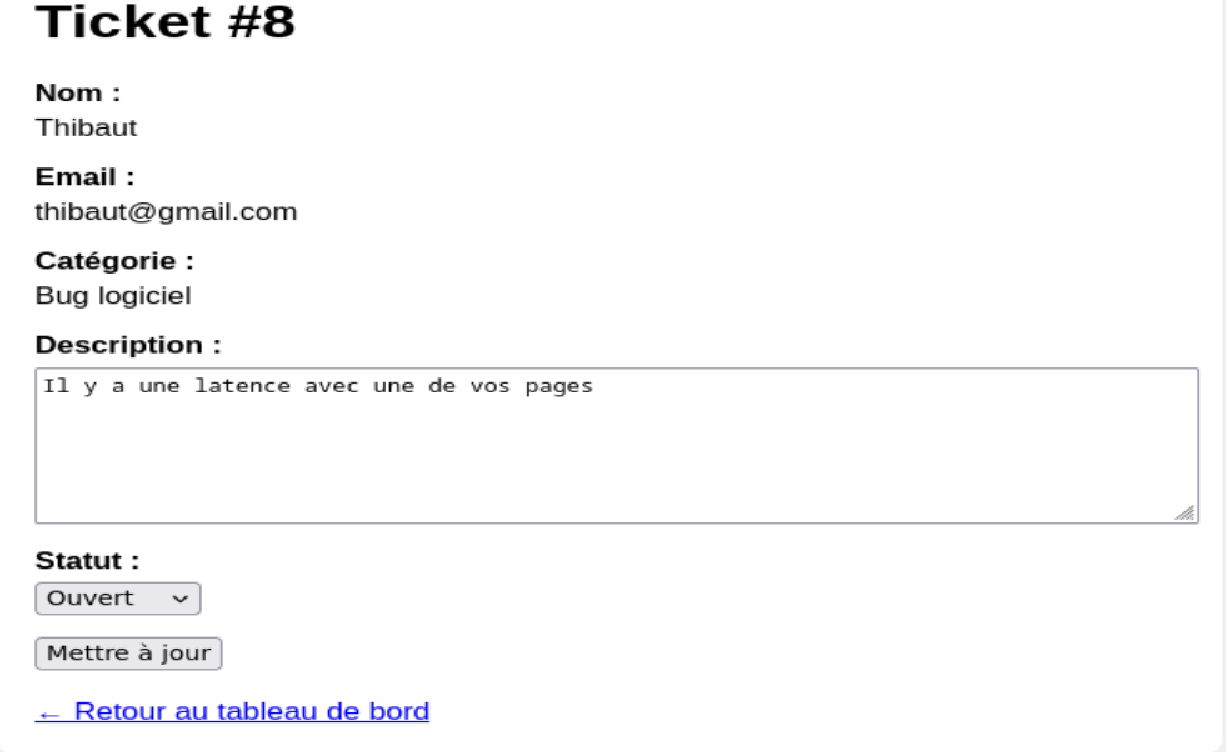 Ticket #8
Nom :
Thibaut
Email :
thibaut@gmail.com
Catégorie :
Bug logiciel
Description :
Il y a une latence avec une de vos pages
Statut :
Ouvert
Mettre à jour
← Retour au tableau de bord